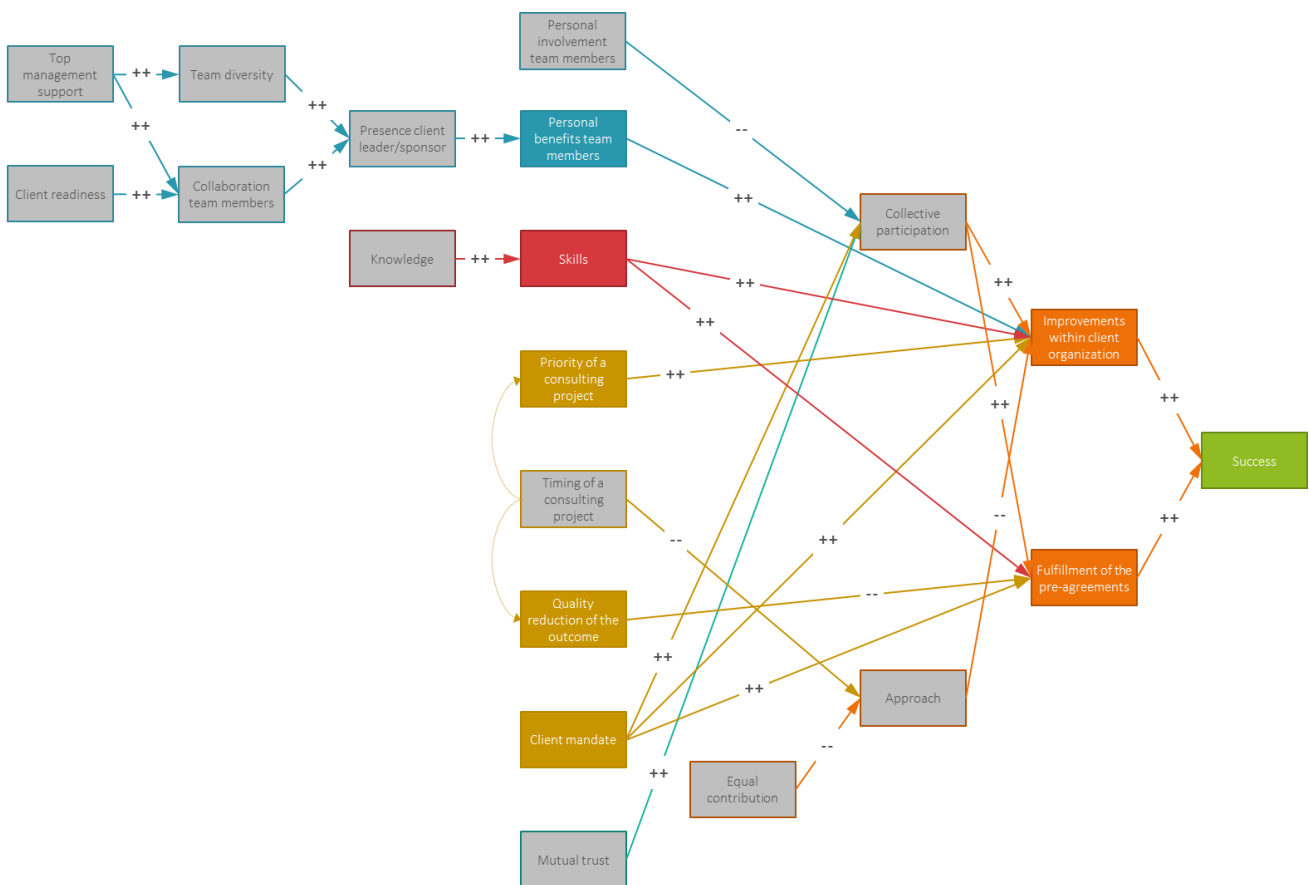 Personal
involvement team
members
Top
management
support
++
Team diversity
++
++
Presence client
leader/sponsor
++
Personal
benefits team
members
--
Client readiness
++
Collaboration
team members
++
++
Collective
participation
Knowledge
++
Skills
++
++
++
Improvements
within client
organization
Priority of a
consulting
project
++
++
++
Success
Timing of a
consulting
project
--
++
--
++
Fulfillment of the
pre-agreements
Quality
reduction of the
outcome
--
++
++
Approach
Client mandate
--
++
Equal
contribution
Mutual trust